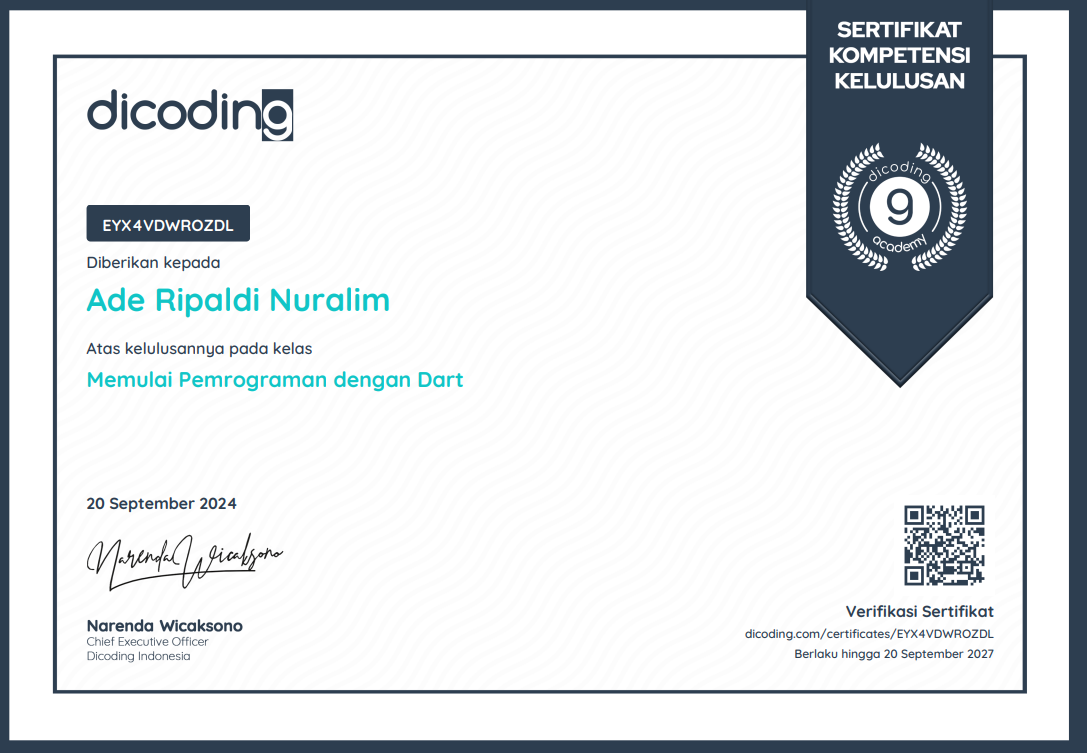 SERTIFIKAT
KOMPETENSI
KELULUSAN
dicoding
dicoding
g
academy
EYX4VDWROZDL
Diberikan kepada
Ade Ripaldi Nuralim
Atas kelulusannya pada kelas
Memulai Pemrograman dengan Dart
20 September 2024
Narenda Wicaksono
Narenda Wicaksono
Chief Executive Officer
Dicoding Indonesia
Verifikasi Sertifikat
dicoding.com/certificates/EYX4VDWROZDL
Berlaku hingga 20 September 2027